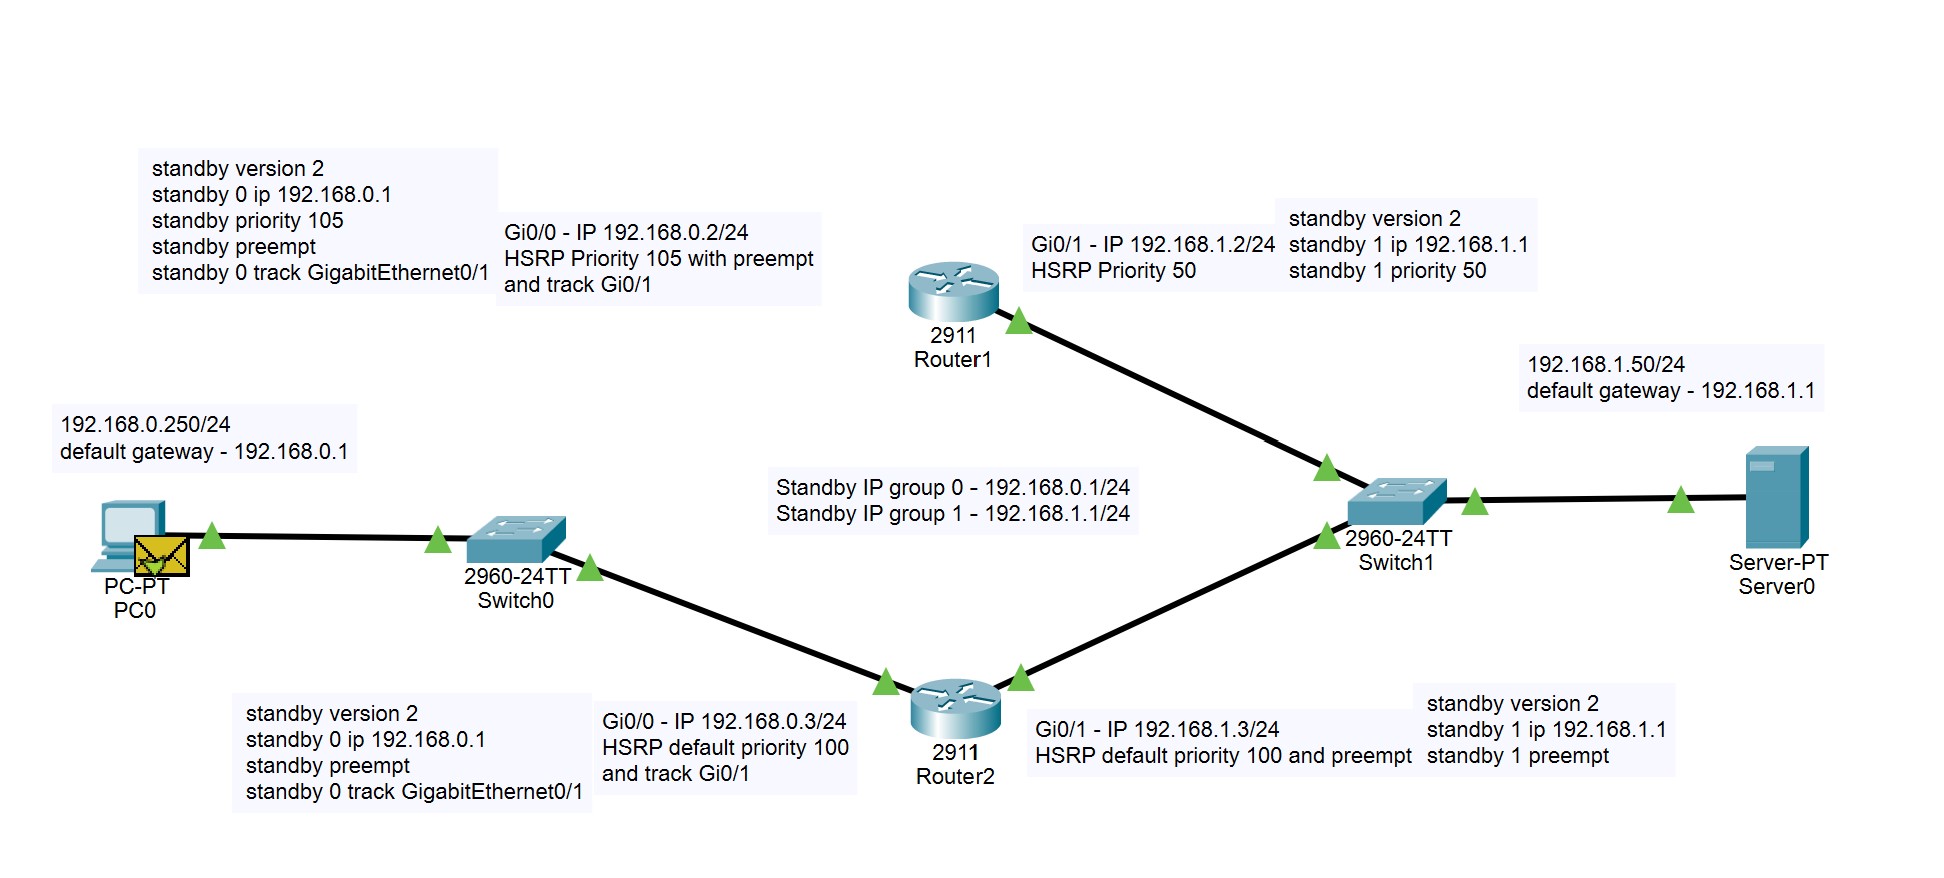 standby version 2
standby 0 ip 192.168.0.1
standby priority 105
standby preempt
standby 0 track GigabitEthernet0/1
Gi0/0 - IP 192.168.0.2/24
HSRP Priority 105 with preempt
and track Gi0/1
Gi0/1 - IP 192.168.1.2/24
HSRP Priority 50
standby version 2
standby 1 ip 192.168.1.1
standby 1 priority 50
2911
Router1
192.168.1.50/24
default gateway - 192.168.1.1
192.168.0.250/24
default gateway - 192.168.0.1
Standby IP group 0 - 192.168.0.1/24
Standby IP group 1 - 192.168.1.1/24
PC-PT
PC0
2960-24TT
Switch0
2960-24TT
Switch1
Server-PT
Server0
standby version 2
standby 0 ip 192.168.0.1
standby preempt
standby 0 track GigabitEthernet0/1
Gi0/0 - IP 192.168.0.3/24
HSRP default priority 100
and track Gi0/1
2911
Router2
Gi0/1 - IP 192.168.1.3/24
HSRP default priority 100 and preempt
standby version 2
standby 1 ip 192.168.1.1
standby 1 preempt